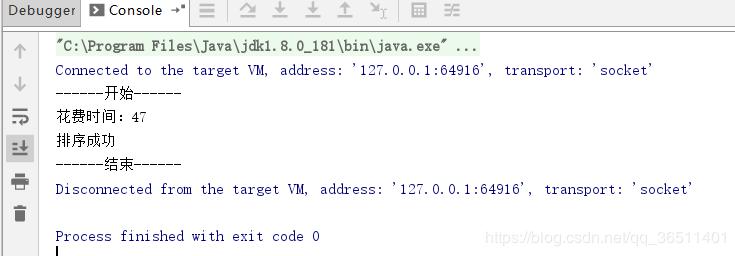 Debugger Console
"C:\Program Files\Java\jdk1.8.0_181\bin\java.exe" ...
Connected to the target VM, address: '127.0.0.1:64916', transport: 'socket'
------开始------
花费时间：47
排序成功
------结束------
Disconnected from the target VM, address: '127.0.0.1:64916', transport: 'socket'
Process finished with exit code 0
https://blog.csdn.net/qq_36511401